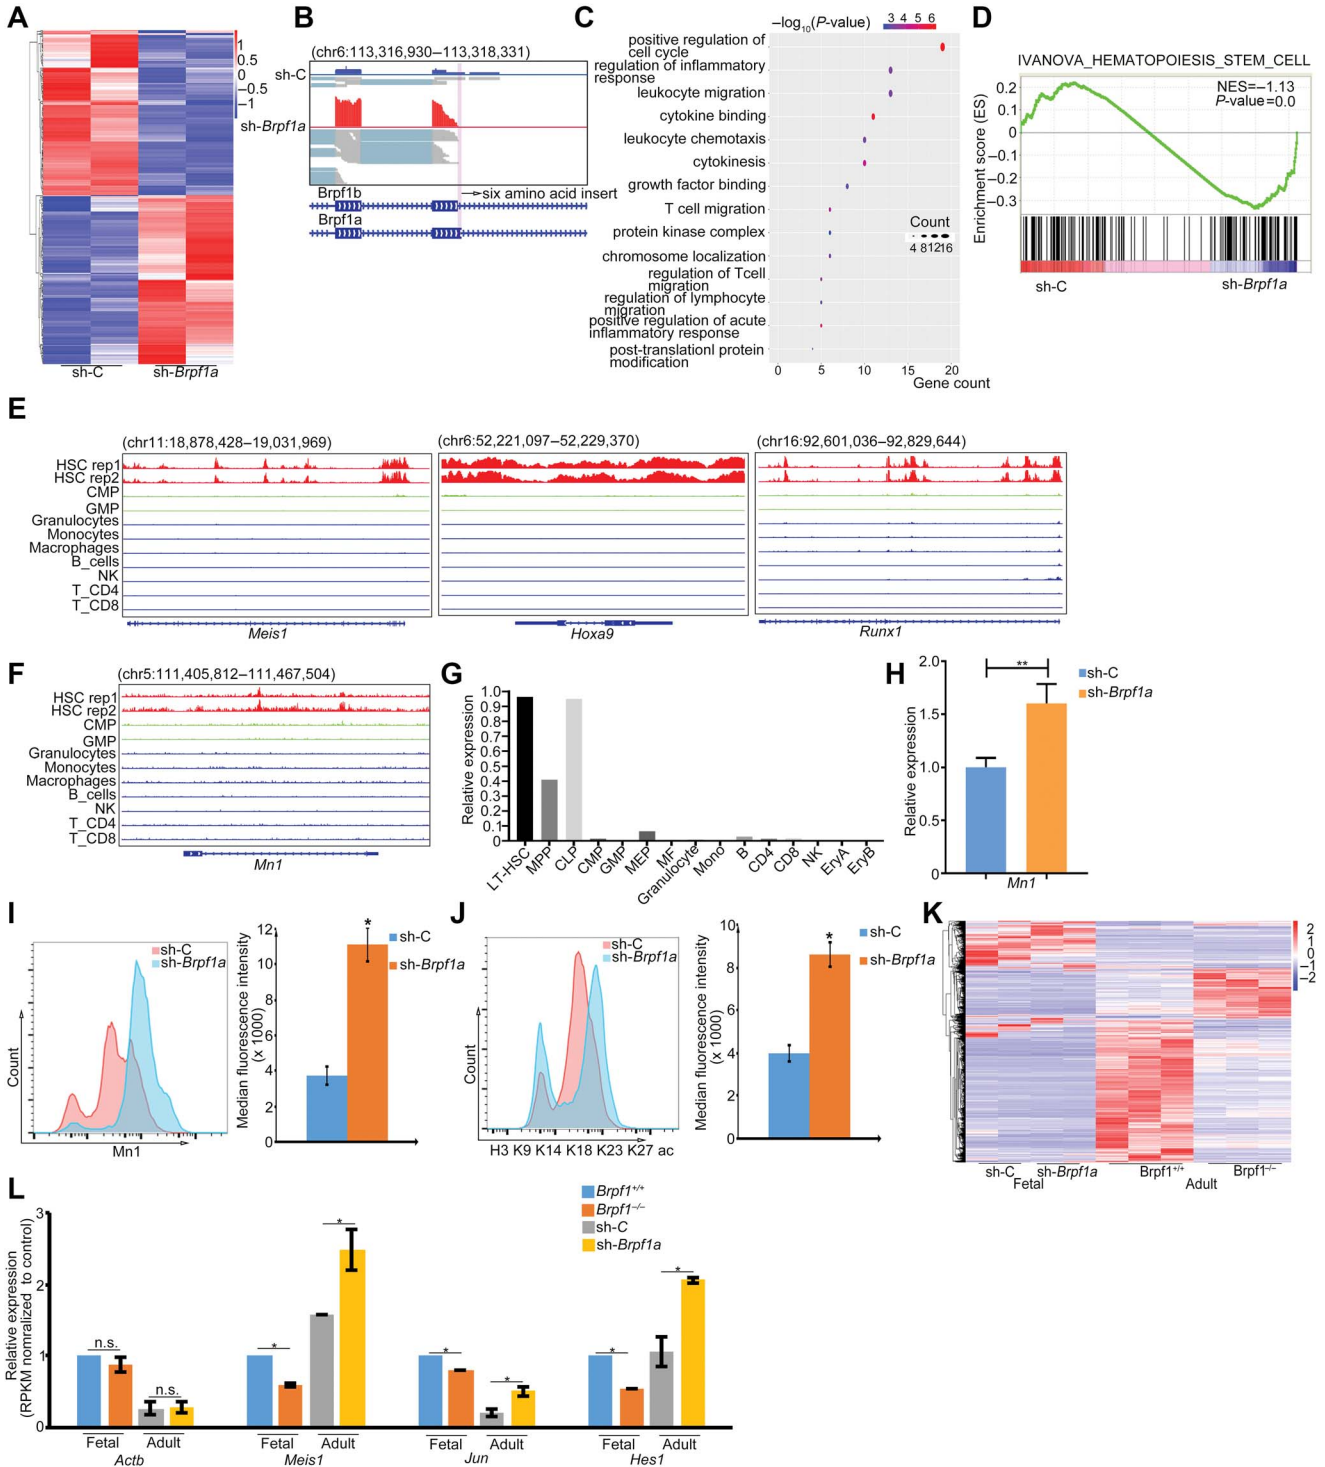 A
1
0.5
0
−0.5
−1
sh-C
sh-Brpf1a
B
(chr6:113,316,930–113,318,331)
sh-C
sh-Brpf1a
Brpf1b
six amino acid insert
Brpf1a
C
−log10(P-value)
3 4 5 6
positive regulation of
cell cycle
regulation of inflammatory
response
leukocyte migration
cytokine binding
leukocyte chemotaxis
cytokinesis
growth factor binding
T cell migration
protein kinase complex
chromosome localization
regulation of Tcell
migration
regulation of lymphocyte
migration
positive regulation of acute
inflammatory response
post-translationl protein
modification
Count
4 8 12 16
0 5 10 15 20
Gene count
D
IVANOVA_HEMATOPOIESIS_STEM_CELL
NES=−1.13
P-value=0.0
Enrichment score (ES)
0.2
0.1
0
−0.1
−0.2
−0.3
sh-C
sh-Brpf1a
E
(chr11:18,878,428–19,031,969)
(chr6:52,221,097–52,229,370)
(chr16:92,601,036–92,829,644)
HSC rep1
HSC rep2
CMP
GMP
Granulocytes
Monocytes
Macrophages
B_cells
NK
T_CD4
T_CD8
Meis1
Hoxa9
Runx1
F
(chr5:111,405,812–111,467,504)
HSC rep1
HSC rep2
CMP
GMP
Granulocytes
Monocytes
Macrophages
B_cells
NK
T_CD4
T_CD8
Mn1
G
Relative expression
1.0
0.9
0.8
0.7
0.6
0.5
0.4
0.3
0.2
0.1
0
LT-HSC
MPP
CLP
CMP
GMP
MEP
MF
Granulocyte
Mono
B
CD4
CD8
NK
EryA
EryB
H
Relative expression
2.0
1.5
1.0
0.5
0
**
sh-C
sh-Brpf1a
Mn1
I
Count
sh-C
sh-Brpf1a
Mn1
Median fluorescence intensity
(x 1000)
12
10
8
6
4
2
0
*
sh-C
sh-Brpf1a
J
Count
sh-C
sh-Brpf1a
H3 K9 K14 K18 K23 K27 ac
Median fluorescence intensity
(x 1000)
10
8
6
4
2
0
*
sh-C
sh-Brpf1a
K
2
1
0
−1
−2
sh-C
sh-Brpf1a
Brpf1+/+
Brpf1−/−
Fetal
Adult
L
Relative expression
(RPKM nomralized to control)
3
2
1
0
Brpf1+/+
Brpf1−/−
sh-C
sh-Brpf1a
n.s.
n.s.
*
*
*
*
*
*
Fetal
Adult
Fetal
Adult
Fetal
Adult
Fetal
Adult
Actb
Meis1
Jun
Hes1